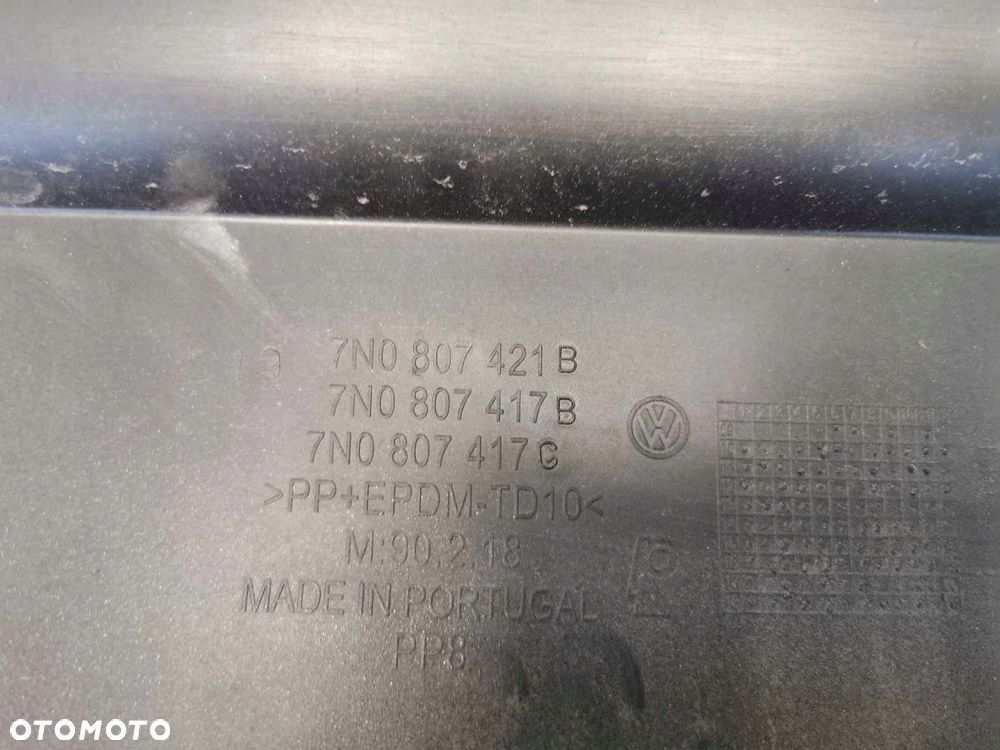 7N0 807 421 B
7N0 807 417 B
7N0 807 417 C
>PP+EPDM-TD10<
M:90.2.18
MADE IN PORTUGAL
PP8
OTOMOTO